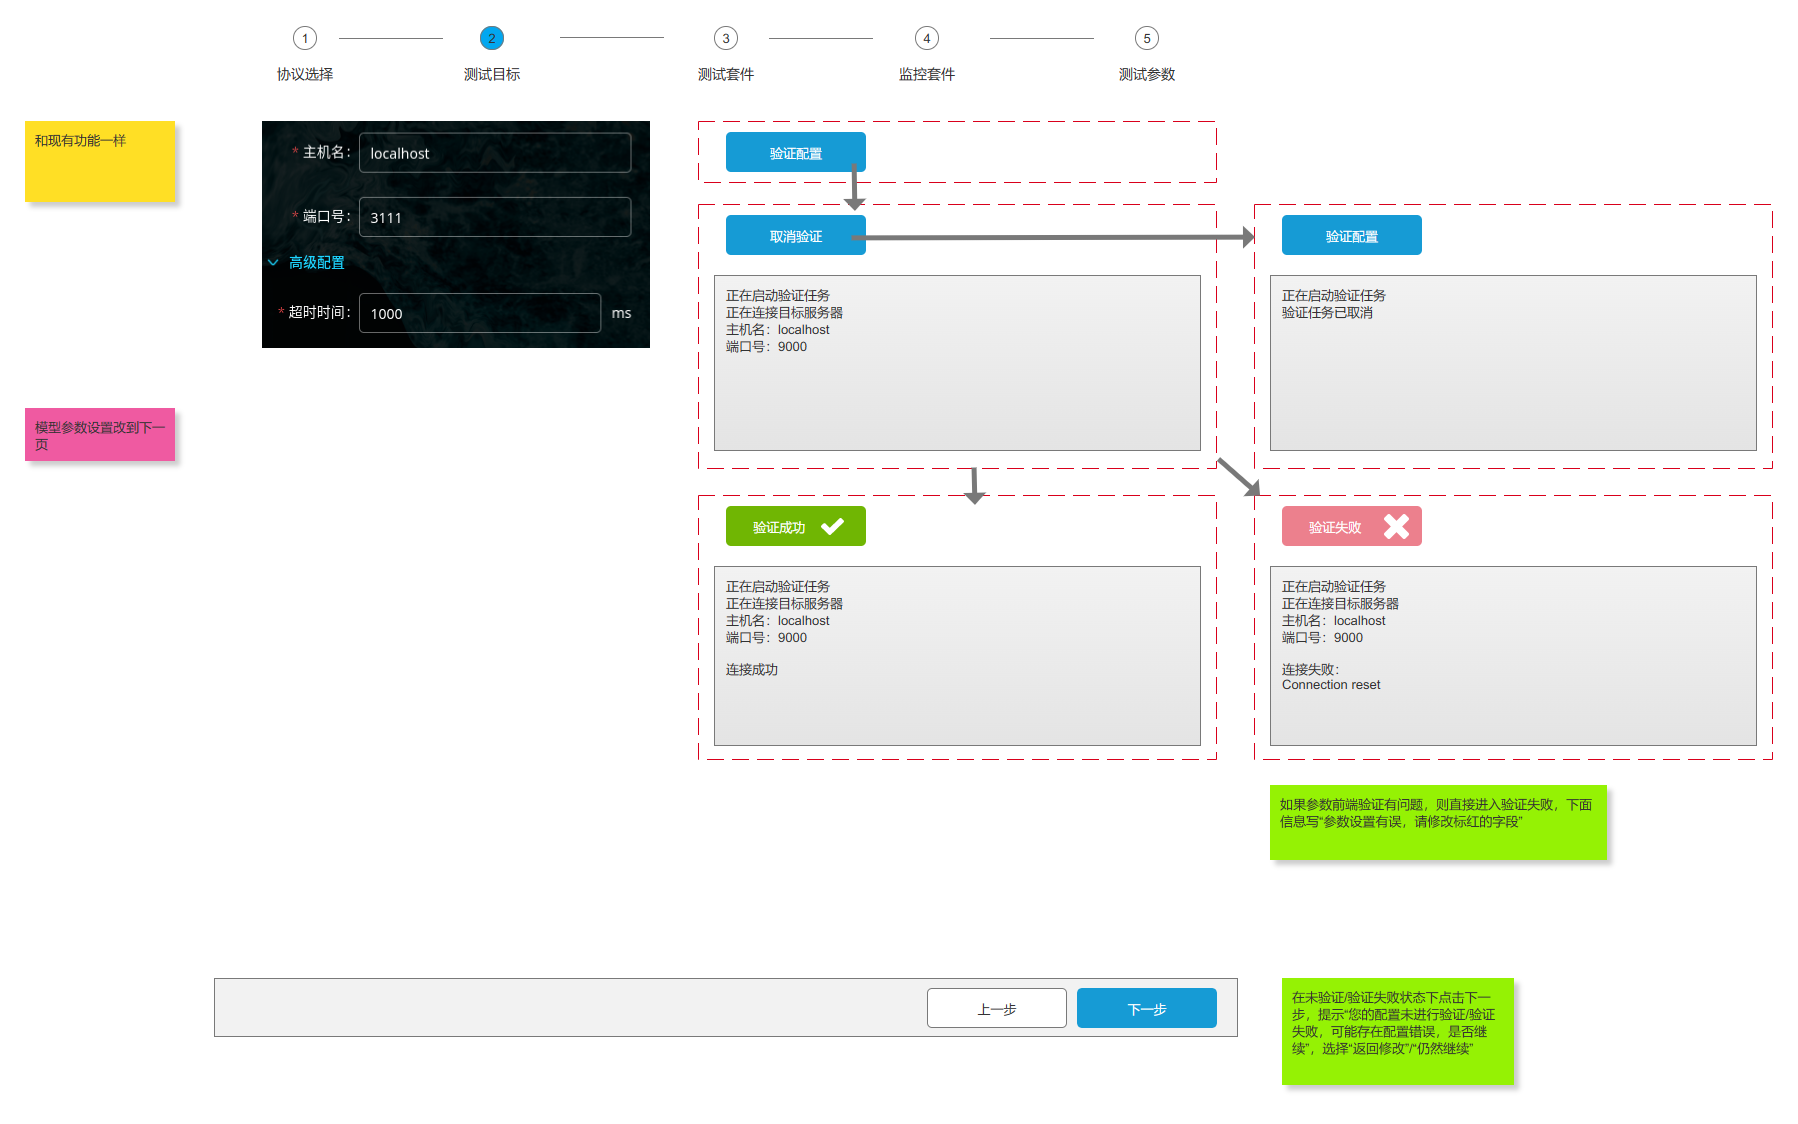 1
2
3
4
5
协议选择
测试目标
测试套件
监控套件
测试参数
和现有功能一样
* 主机名：
localhost
* 端口号：
3111
高级配置
* 超时时间：
1000
ms
模型参数设置改到下一
页
验证配置
取消验证
正在启动验证任务
正在连接目标服务器
主机名：localhost
端口号：9000
验证配置
正在启动验证任务
验证任务已取消
验证成功
正在启动验证任务
正在连接目标服务器
主机名：localhost
端口号：9000
连接成功
验证失败
正在启动验证任务
正在连接目标服务器
主机名：localhost
端口号：9000
连接失败：
Connection reset
如果参数前端验证有问题，则直接进入验证失败，下面
信息写“参数设置有误，请修改标红的字段”
上一步
下一步
在未验证/验证失败状态下点击下一
步，提示“您的配置未进行验证/验证
失败，可能存在配置错误，是否继
续”，选择“返回修改”/“仍然继续”